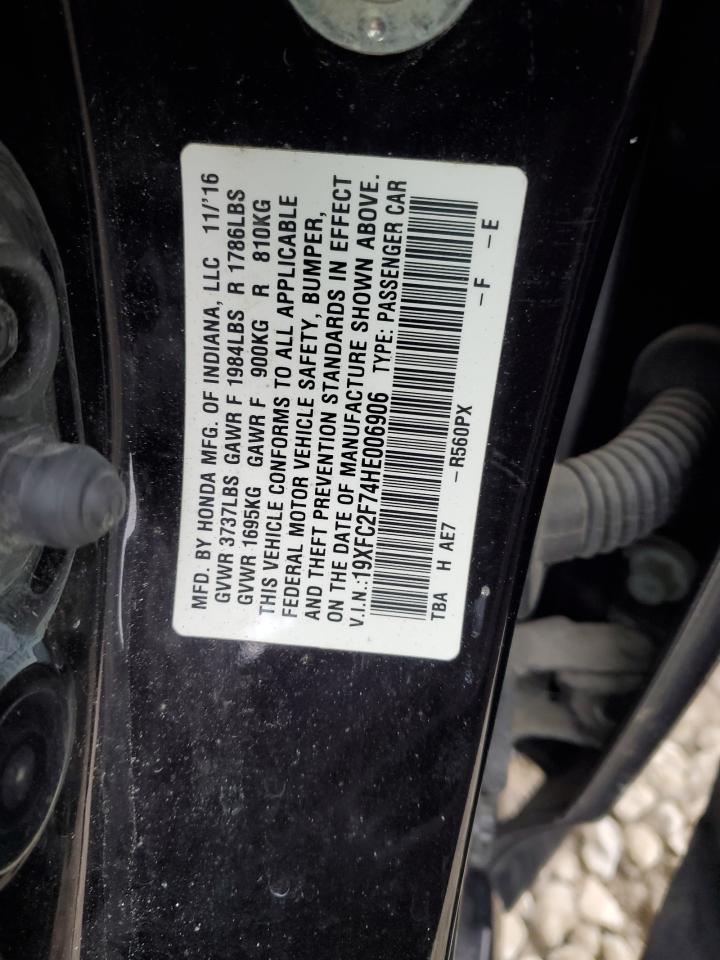 MFD. BY HONDA MFG. OF INDIANA, LLC 11/'16
GVWR 3737LBS GAWR F 1984LBS R 1786LBS
GVWR 1695KG GAWR F 900KG R 810KG
THIS VEHICLE CONFORMS TO ALL APPLICABLE
FEDERAL MOTOR VEHICLE SAFETY, BUMPER,
AND THEFT PREVENTION STANDARDS IN EFFECT
ON THE DATE OF MANUFACTURE SHOWN ABOVE.
V.I.N.:19XFC2F74HE006906 TYPE: PASSENGER CAR
TBA H AE7 -R560PX -F -E